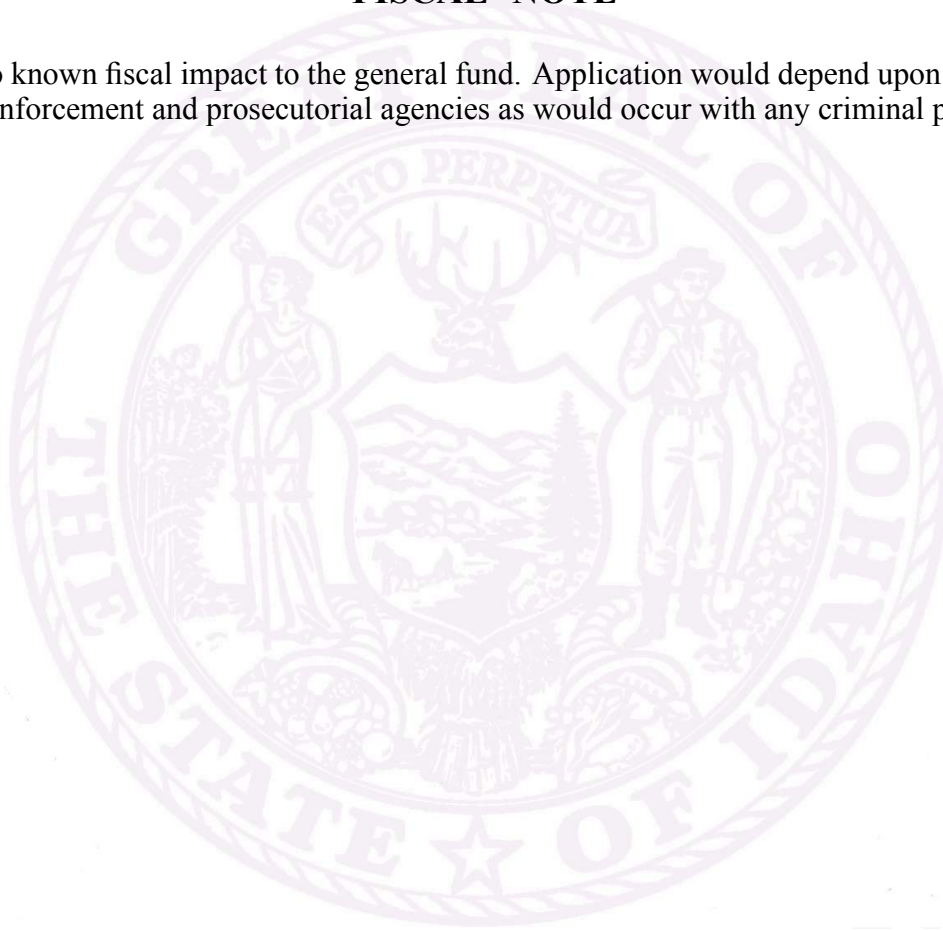 FISCAL NOTE
known fiscal impact to the general fund. Application would depend upon
nforcement and prosecutorial agencies as would occur with any criminal p
GREAT SEAL OF
ESTO PERPETUA
THE STATE OF IDAHO